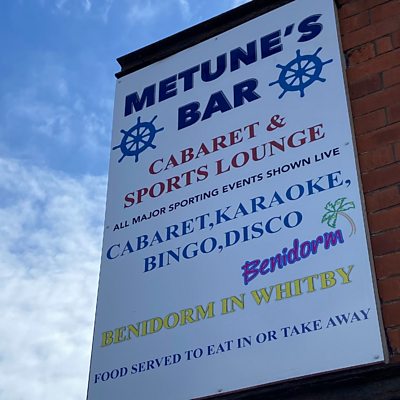 METUNE'S
BAR
CABARET &
SPORTS LOUNGE
ALL MAJOR SPORTING EVENTS SHOWN LIVE
CABARET,KARAOKE,
BINGO,DISCO
Benidorm
BENIDORM IN WHITBY
FOOD SERVED TO EAT IN OR TAKE AWAY